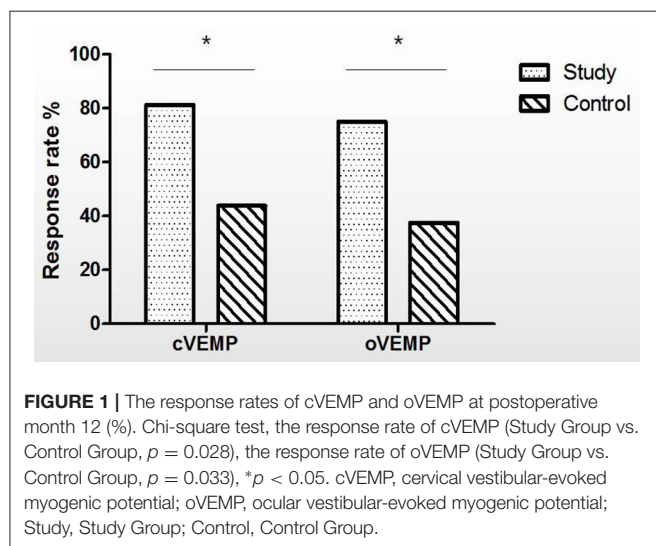 * *
100
80
60
40
20
0
Response rate %
cVEMP oVEMP
Study
Control
FIGURE 1 | The response rates of cVEMP and oVEMP at postoperative
month 12 (%). Chi-square test, the response rate of cVEMP (Study Group vs.
Control Group, p = 0.028), the response rate of oVEMP (Study Group vs.
Control Group, p = 0.033), *p < 0.05. cVEMP, cervical vestibular-evoked
myogenic potential; oVEMP, ocular vestibular-evoked myogenic potential;
Study, Study Group; Control, Control Group.